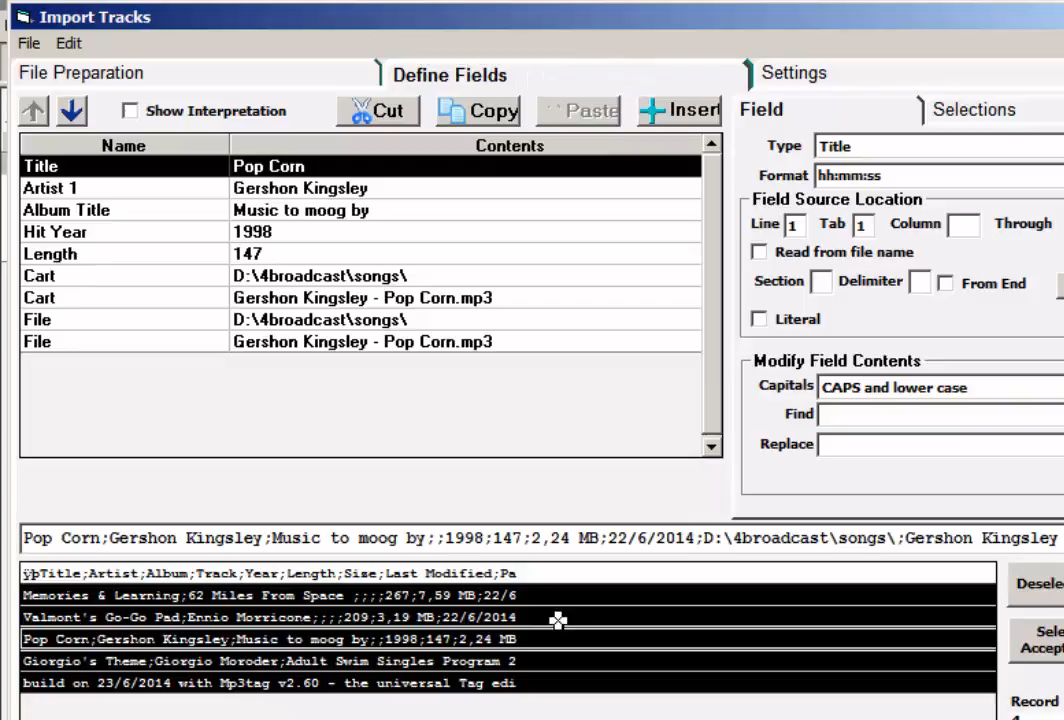 Import Tracks
File Edit
File Preparation Define Fields Settings
Show Interpretation Cut Copy Paste Insert Field Selections
Name Contents
Title Pop Corn
Artist 1 Gershon Kingsley
Album Title Music to moog by
Hit Year 1998
Length 147
Cart D:\4broadcast\songs\
Cart Gershon Kingsley - Pop Corn.mp3
File D:\4broadcast\songs\
File Gershon Kingsley - Pop Corn.mp3
Type Title
Format hh:mm:ss
Field Source Location
Line 1 Tab 1 Column Through
Read from file name
Section Delimiter From End
Literal
Modify Field Contents
Capitals CAPS and lower case
Find
Replace
Pop Corn;Gershon Kingsley;Music to moog by;;1998;147;2,24 MB;22/6/2014;D:\4broadcast\songs\;Gershon Kingsley
ÿþTitle;Artist;Album;Track;Year;Length;Size;Last Modified;Pa
Memories & Learning;62 Miles From Space ;;;;267;7,59 MB;22/6
Valmont's Go-Go Pad;Ennio Morricone;;;;209;3,19 MB;22/6/2014
Pop Corn;Gershon Kingsley;Music to moog by;;1998;147;2,24 MB
Giorgio's Theme;Giorgio Moroder;Adult Swim Singles Program 2
build on 23/6/2014 with Mp3tag v2.60 - the universal Tag edi
Desele
Sele
Accept
Record